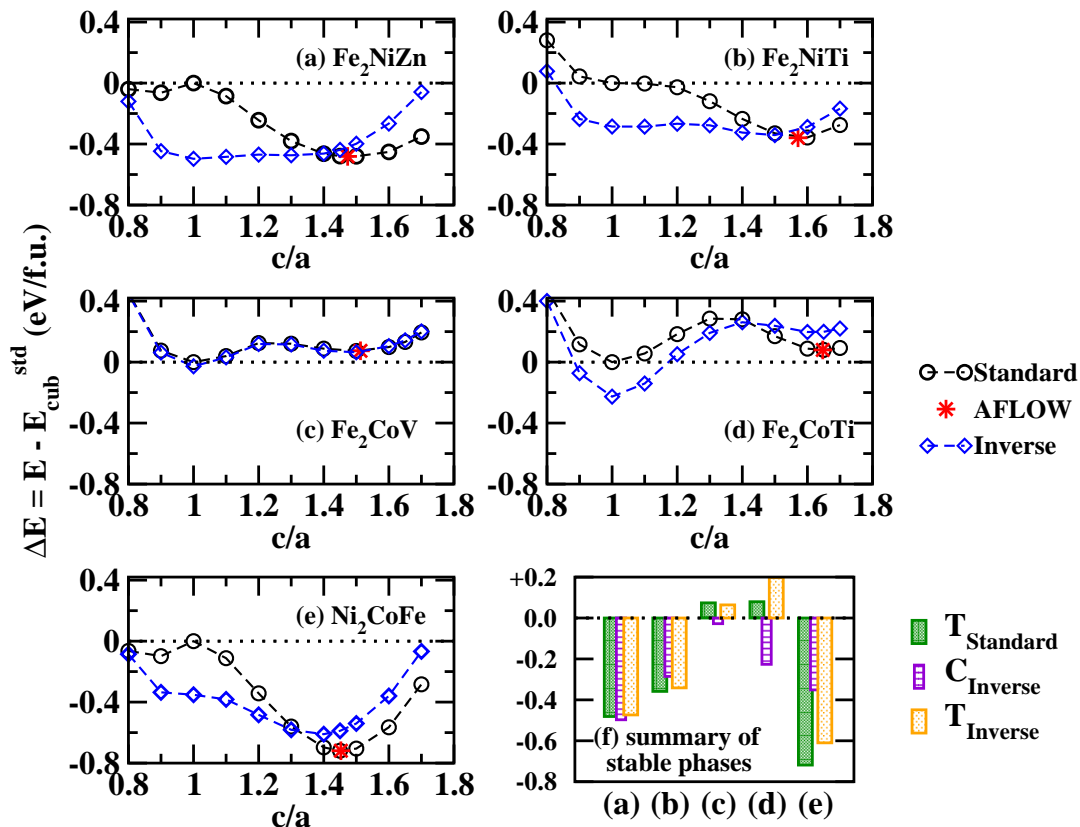 ΔE = E - E_cub^std (eV/f.u.)
0.4
0
-0.4
-0.8
(a) Fe₂NiZn
0.8 1 1.2 1.4 1.6 1.8
c/a
0.4
0
-0.4
-0.8
(b) Fe₂NiTi
0.8 1 1.2 1.4 1.6 1.8
c/a
0.4
0
-0.4
-0.8
(c) Fe₂CoV
0.8 1 1.2 1.4 1.6 1.8
c/a
0.4
0
-0.4
-0.8
(d) Fe₂CoTi
0.8 1 1.2 1.4 1.6 1.8
c/a
Standard
AFLOW
Inverse
0.4
0
-0.4
-0.8
(e) Ni₂CoFe
0.8 1 1.2 1.4 1.6 1.8
c/a
+0.2
0.0
-0.2
-0.4
-0.6
-0.8
(f) summary of
stable phases
(a) (b) (c) (d) (e)
T_Standard
C_Inverse
T_Inverse